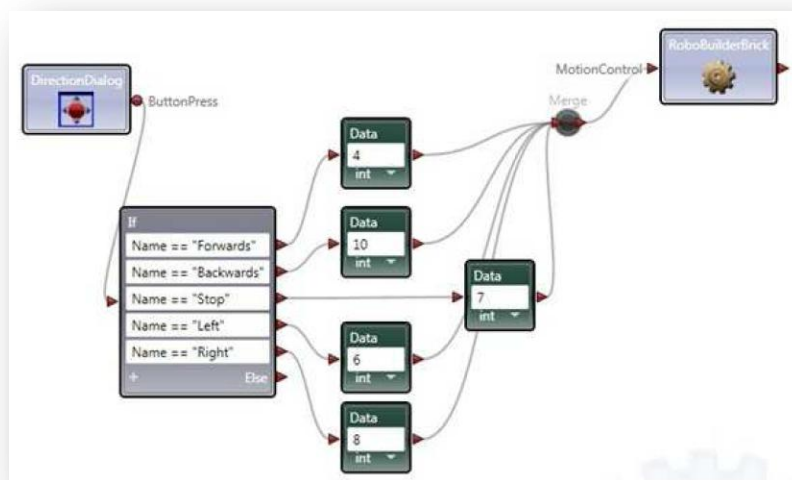 DirectionDialog
ButtonPress
RoboBuilderBrick
MotionControl
Merge
Data
4
int
Data
10
int
If
Name == "Forwards"
Name == "Backwards"
Name == "Stop"
Name == "Left"
Name == "Right"
+ Else
Data
7
int
Data
6
int
Data
8
int